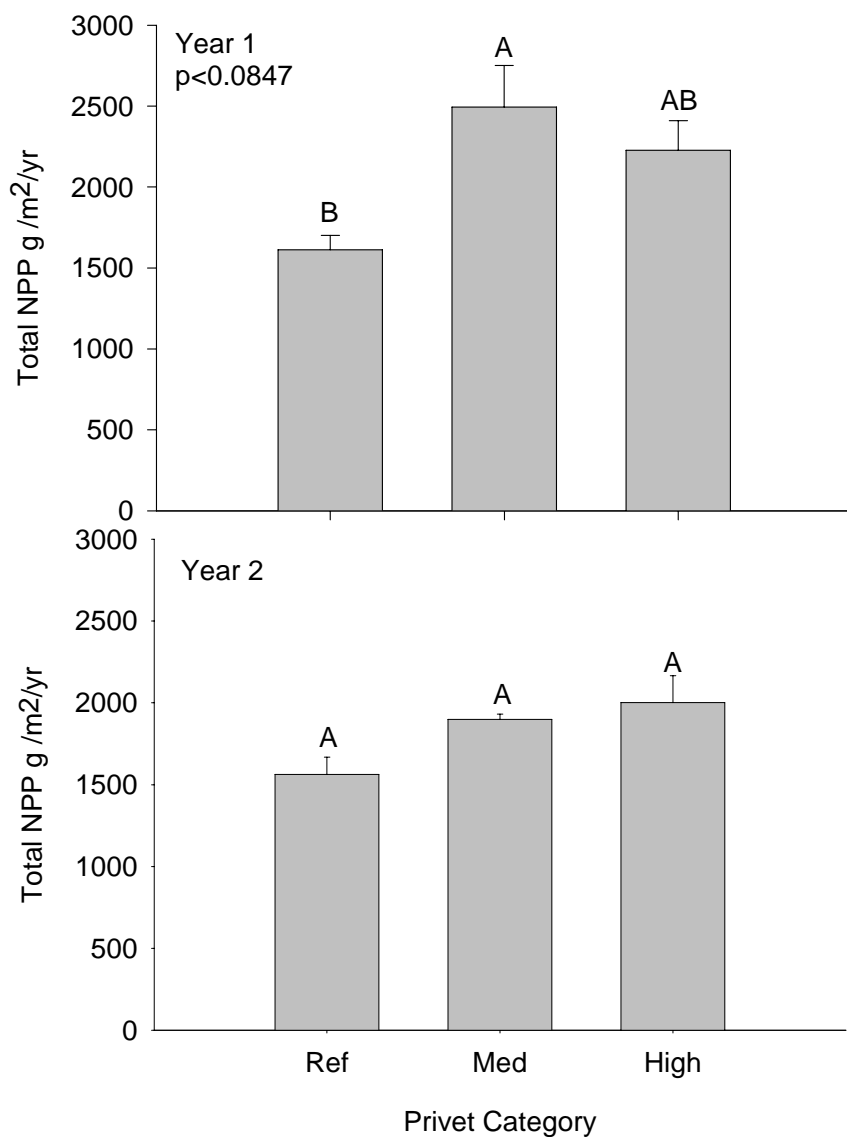 3000
Year 1
p<0.0847
A
2500
AB
2000
B
1500
1000
500
0
Total NPP g /m2/yr
3000
Year 2
2500
A
A
2000
A
1500
1000
500
0
Total NPP g /m2/yr
Ref Med High
Privet Category